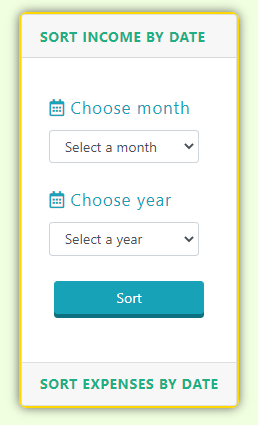 SORT INCOME BY DATE
Choose month
Select a month
Choose year
Select a year
Sort
SORT EXPENSES BY DATE